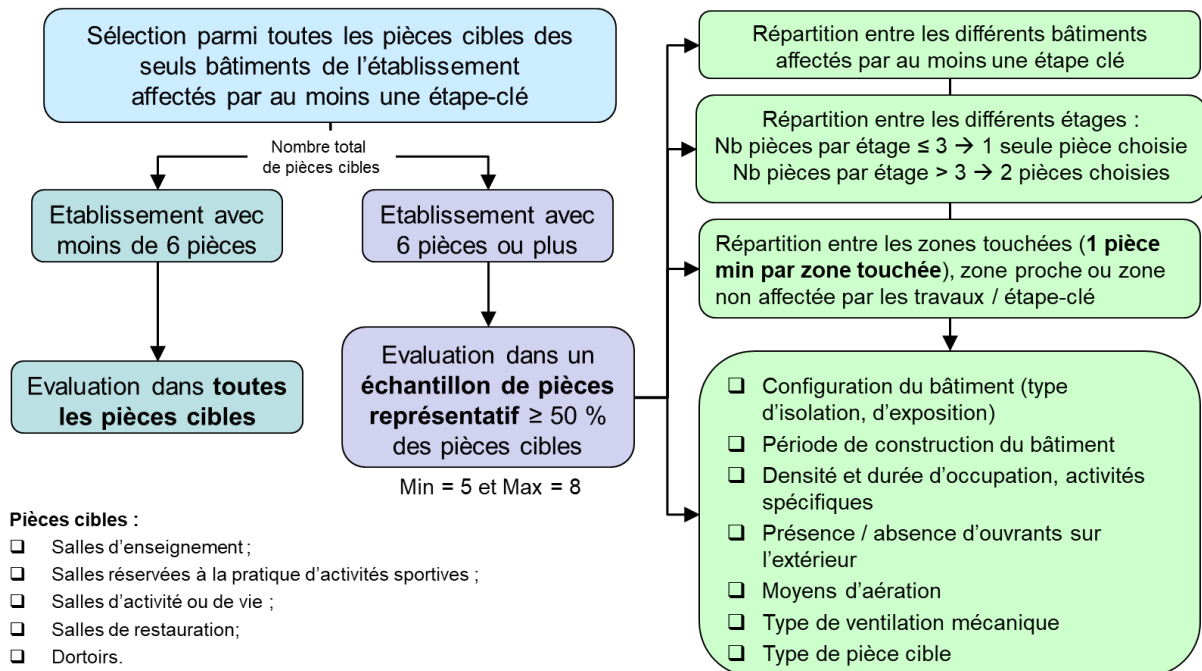 Sélection parmi toutes les pièces cibles des
seuls bâtiments de l'établissement
affectés par au moins une étape-clé
Nombre total
de pièces cibles
Etablissement avec
moins de 6 pièces
Etablissement avec
6 pièces ou plus
Evaluation dans toutes
les pièces cibles
Evaluation dans un
échantillon de pièces
représentatif ≥ 50 %
des pièces cibles
Min = 5 et Max = 8
Pièces cibles :
❑ Salles d'enseignement ;
❑ Salles réservées à la pratique d'activités sportives ;
❑ Salles d'activité ou de vie ;
❑ Salles de restauration;
❑ Dortoirs.
Répartition entre les différents bâtiments
affectés par au moins une étape clé
Répartition entre les différents étages :
Nb pièces par étage ≤ 3 → 1 seule pièce choisie
Nb pièces par étage > 3 → 2 pièces choisies
Répartition entre les zones touchées (1 pièce
min par zone touchée), zone proche ou zone
non affectée par les travaux / étape-clé
❑ Configuration du bâtiment (type
d'isolation, d'exposition)
❑ Période de construction du bâtiment
❑ Densité et durée d'occupation, activités
spécifiques
❑ Présence / absence d'ouvrants sur
l'extérieur
❑ Moyens d'aération
❑ Type de ventilation mécanique
❑ Type de pièce cible